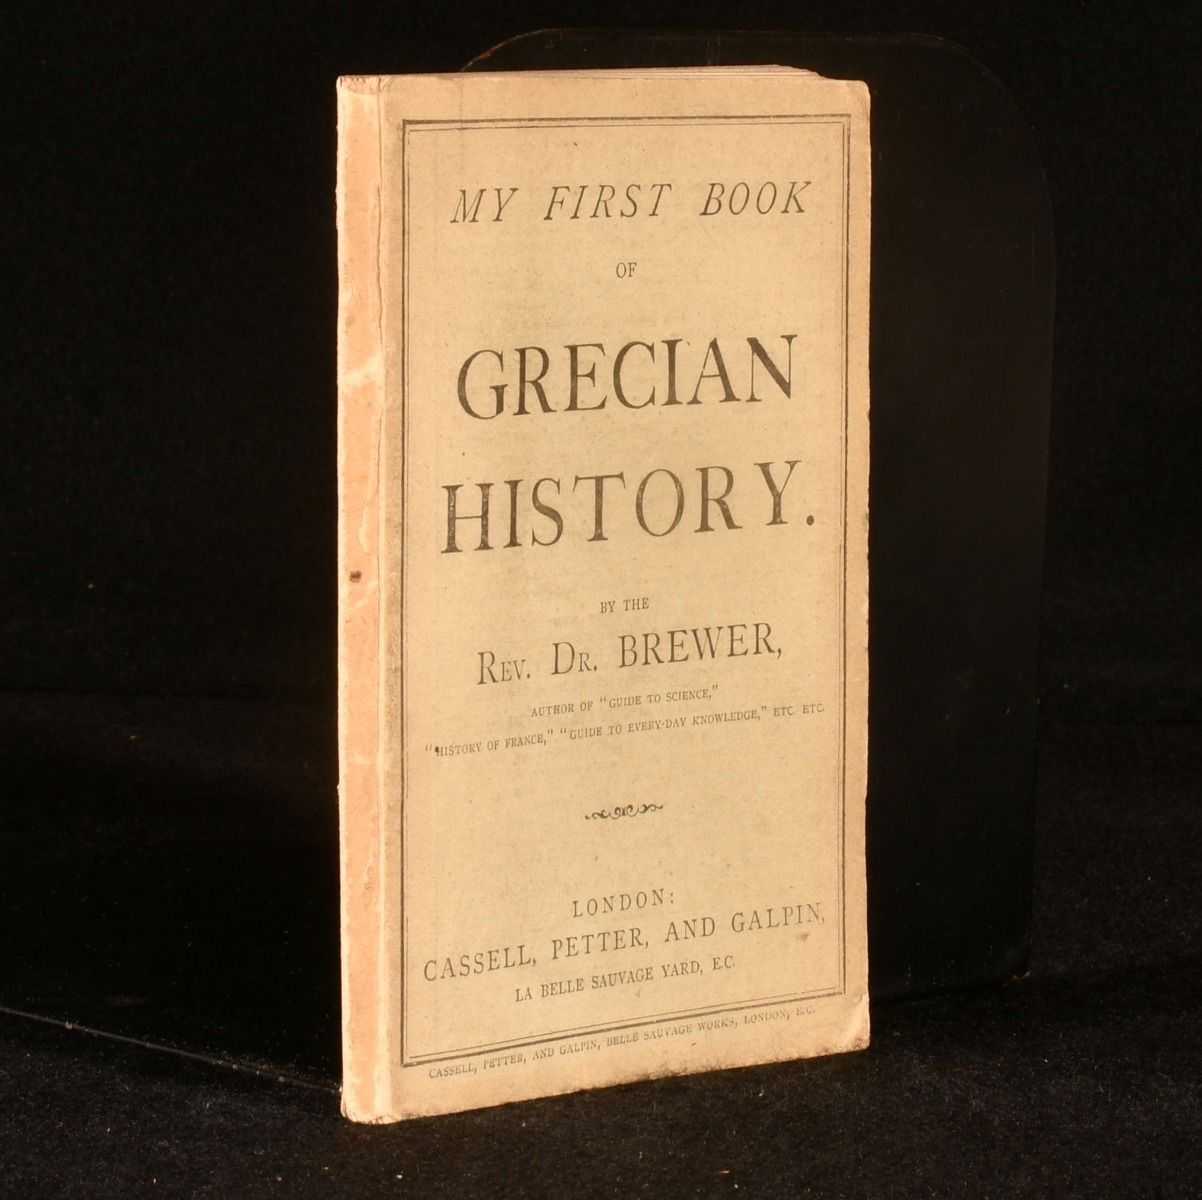 MY FIRST BOOK
OF
GRECIAN
HISTORY.
BY THE
REV. DR. BREWER,
AUTHOR OF "GUIDE TO SCIENCE,"
"HISTORY OF FRANCE," "GUIDE TO EVERY-DAY KNOWLEDGE," ETC. ETC.
LONDON:
CASSELL, PETTER, AND GALPIN,
LA BELLE SAUVAGE YARD, E.C.
CASSELL, PETTER, AND GALPIN, BELLE SAUVAGE WORKS, LONDON, E.C.